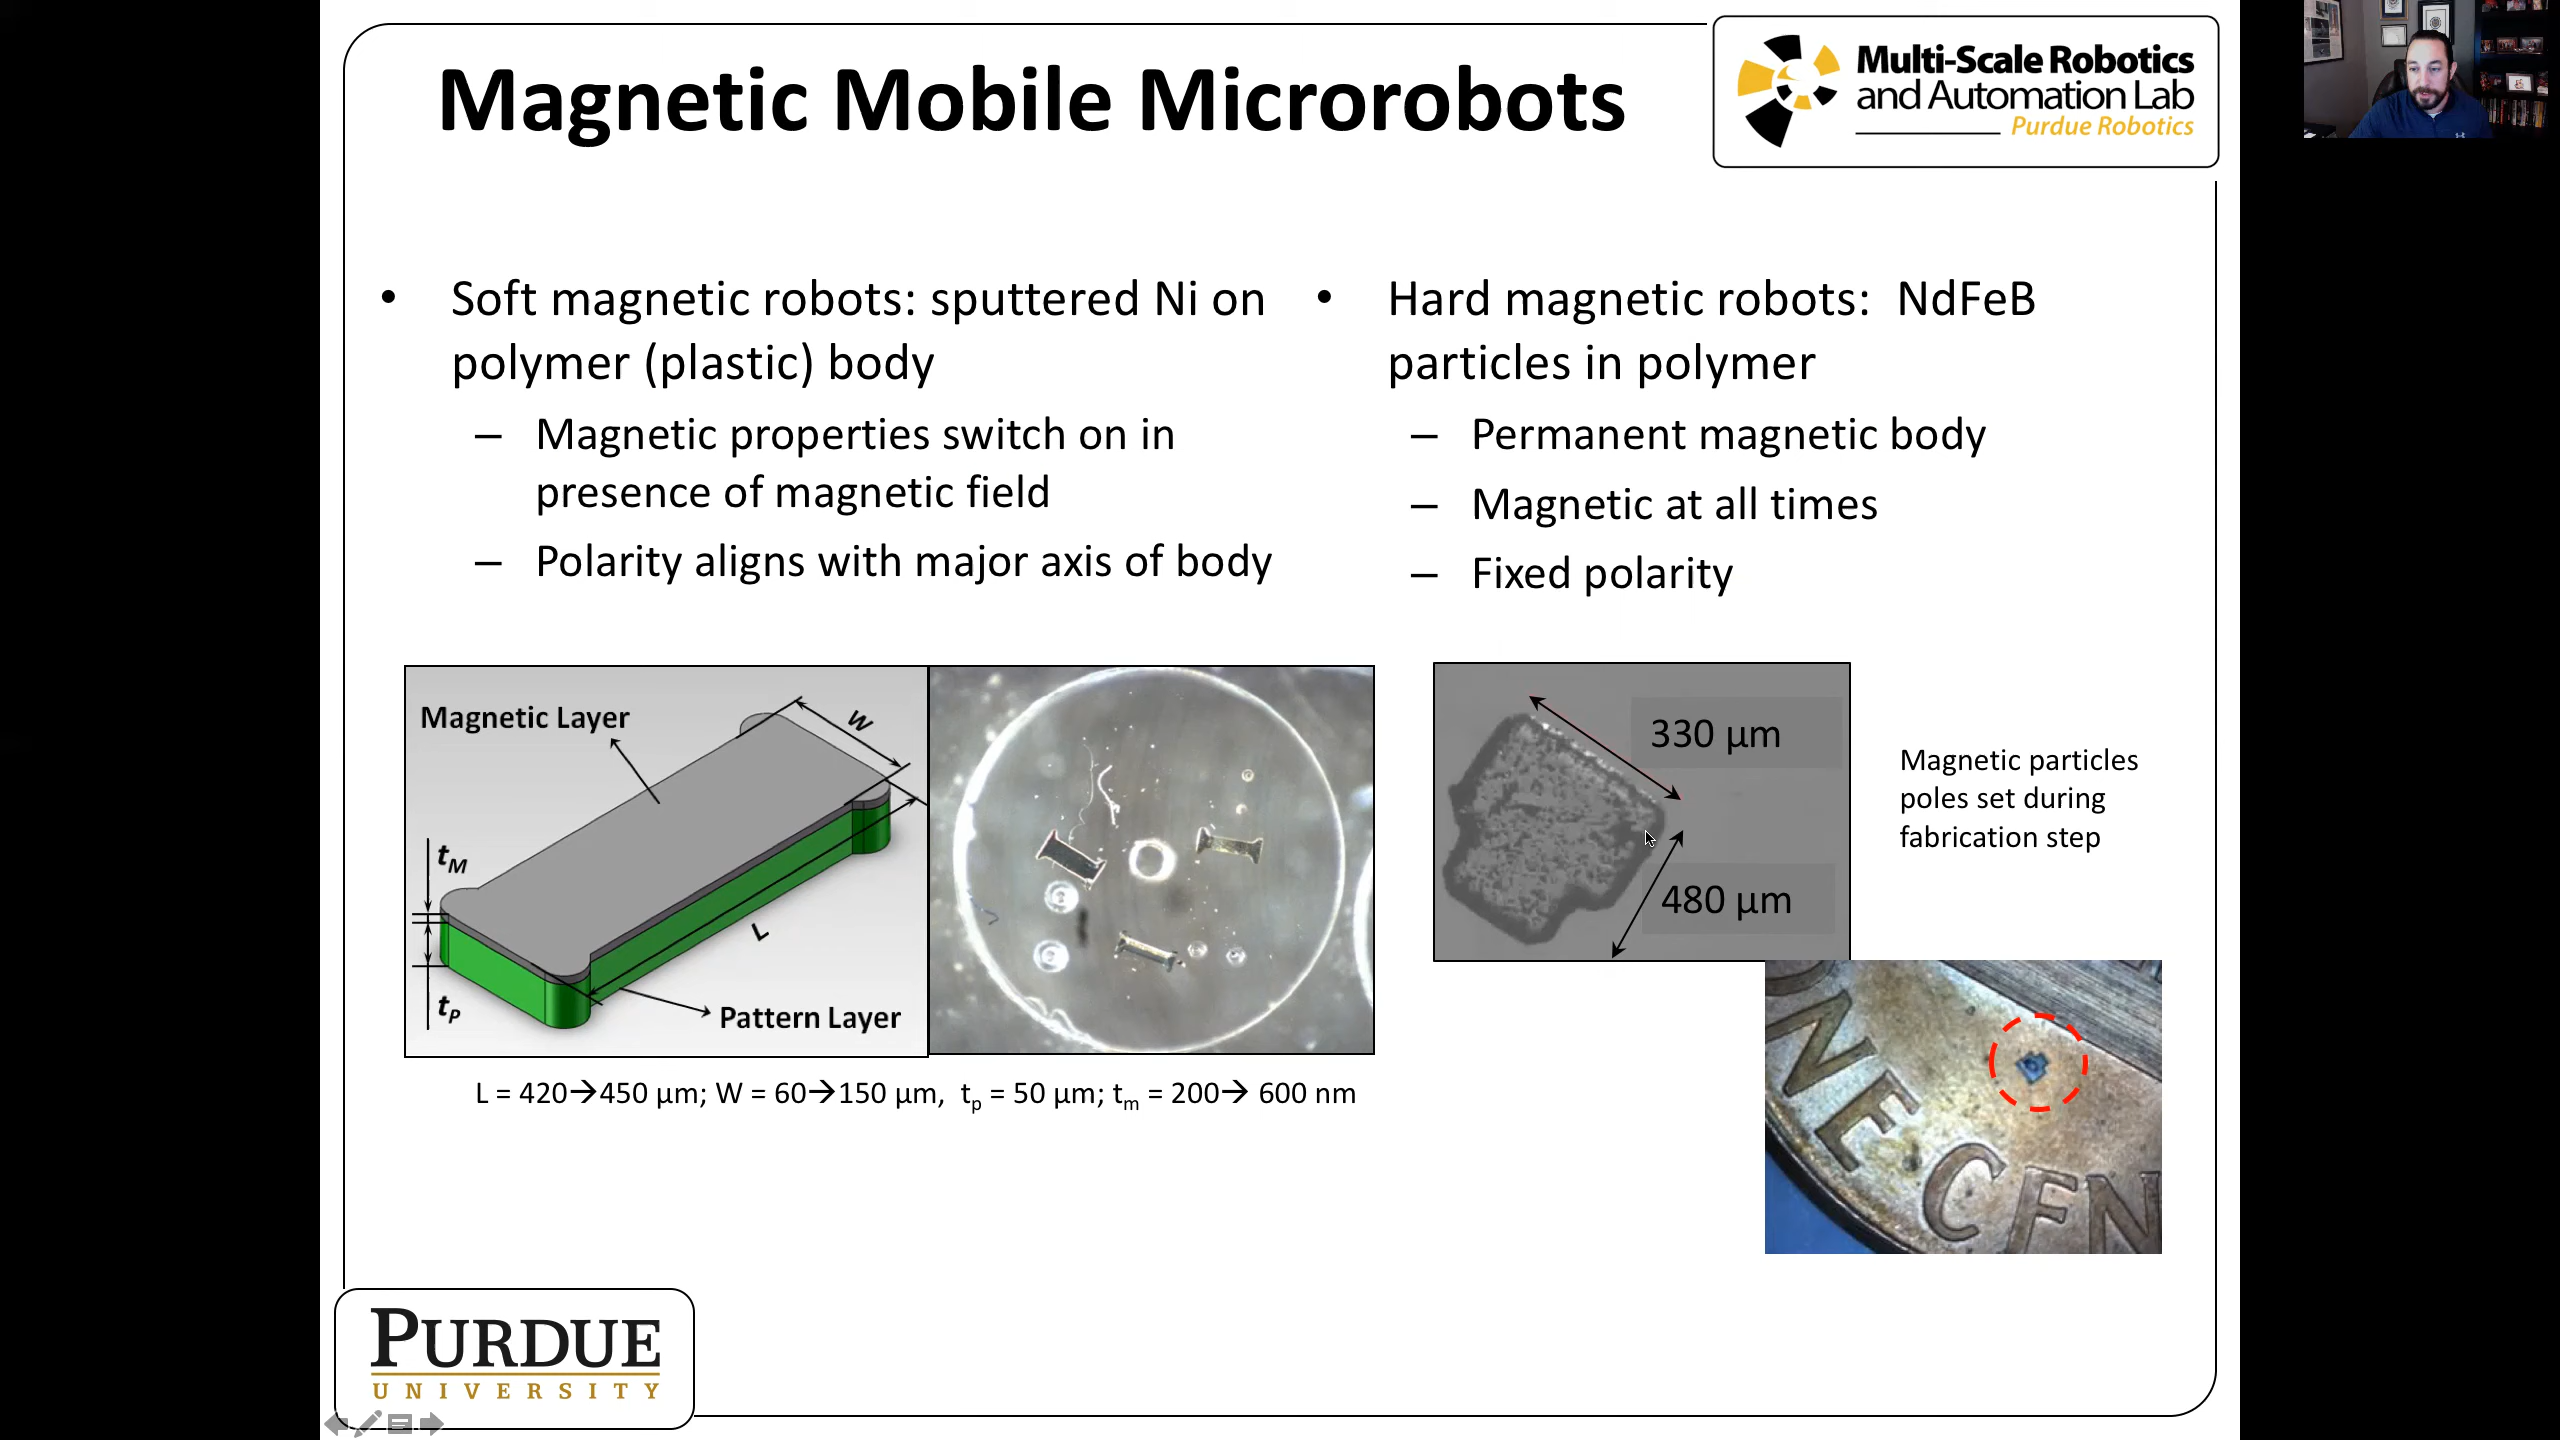 Magnetic Mobile Microrobots
Multi-Scale Robotics
and Automation Lab
Purdue Robotics
• Soft magnetic robots: sputtered Ni on
polymer (plastic) body
– Magnetic properties switch on in
presence of magnetic field
– Polarity aligns with major axis of body
• Hard magnetic robots: NdFeB
particles in polymer
– Permanent magnetic body
– Magnetic at all times
– Fixed polarity
Magnetic Layer
W
t_M
L
t_P
Pattern Layer
330 µm
480 µm
Magnetic particles
poles set during
fabrication step
L = 420→450 µm; W = 60→150 µm, t_p = 50 µm; t_m = 200→ 600 nm
NE CEN
PURDUE
UNIVERSITY